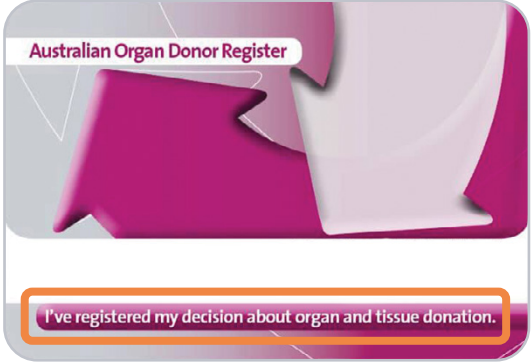 Australian Organ Donor Register
I've registered my decision about organ and tissue donation.